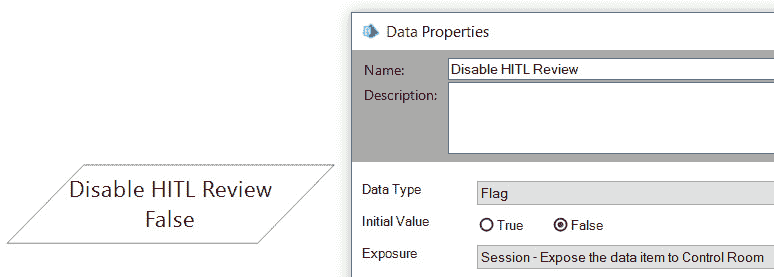 Disable HITL Review
False
Data Properties
Name: Disable HITL Review
Description:
Data Type Flag
Initial Value True False
Exposure Session - Expose the data item to Control Room